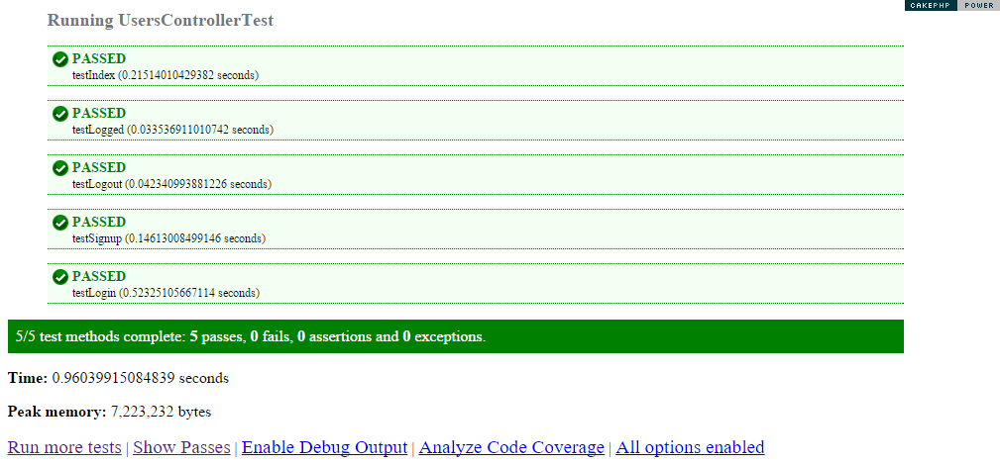 CAKEPHP POWER
Running UsersControllerTest
PASSED
testIndex (0.21514010429382 seconds)
PASSED
testLogged (0.033536911010742 seconds)
PASSED
testLogout (0.042340993881226 seconds)
PASSED
testSignup (0.14613008499146 seconds)
PASSED
testLogin (0.52325105667114 seconds)
5/5 test methods complete: 5 passes, 0 fails, 0 assertions and 0 exceptions.
Time: 0.96039915084839 seconds
Peak memory: 7,223,232 bytes
Run more tests | Show Passes | Enable Debug Output | Analyze Code Coverage | All options enabled